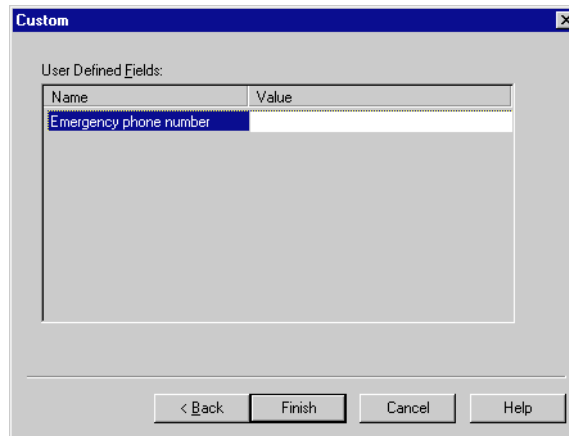 Custom
User Defined Fields:
Name Value
Emergency phone number
< Back Finish Cancel Help